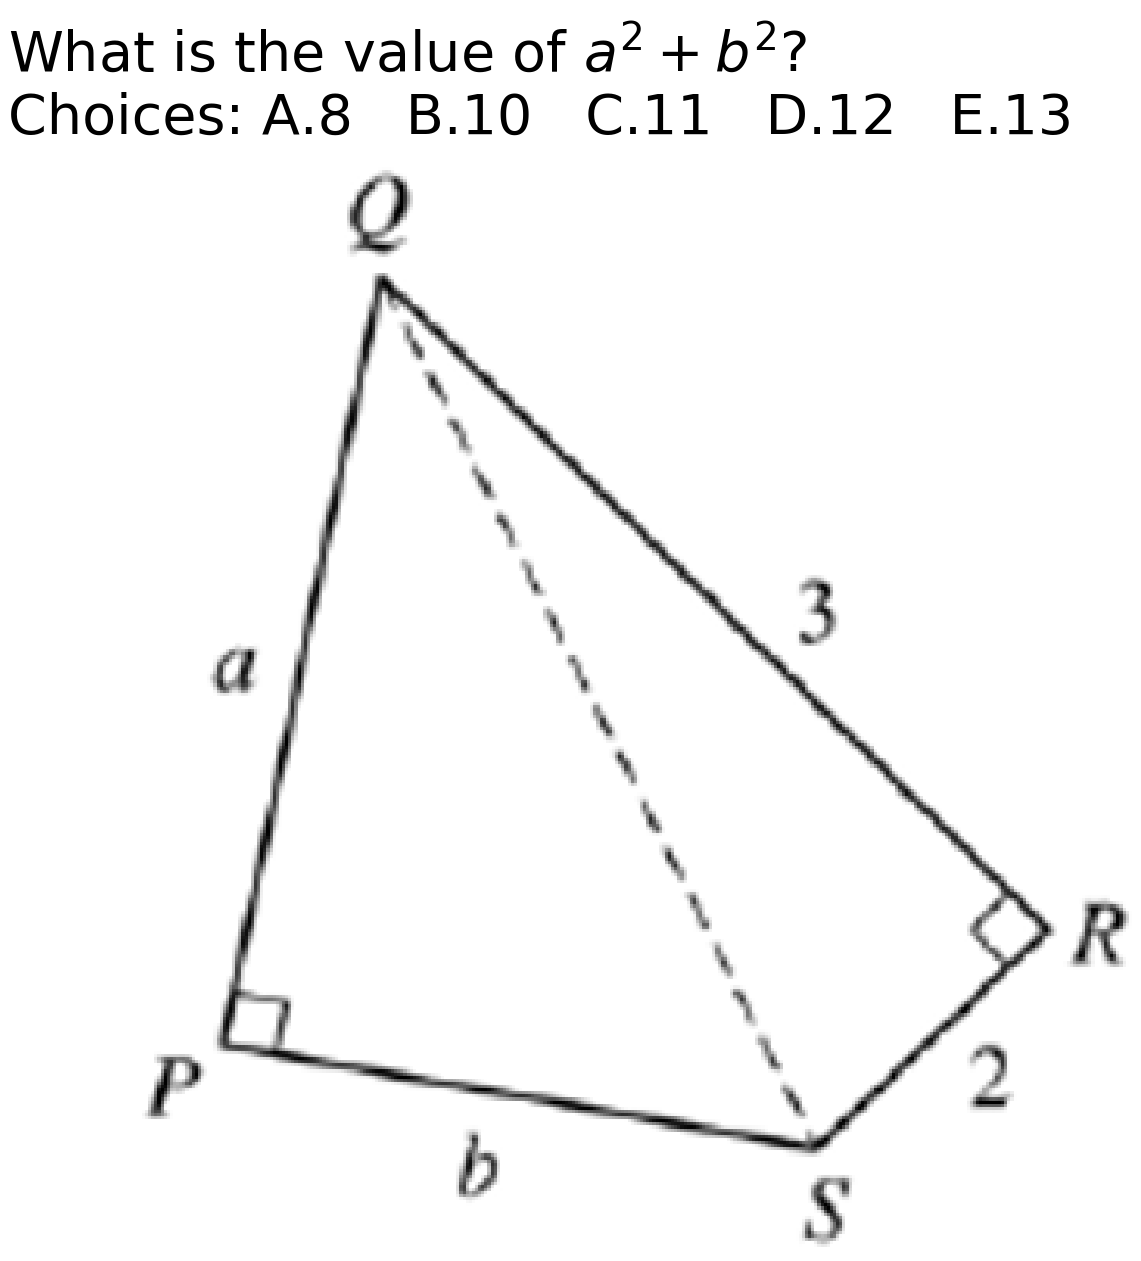 What is the value of $a^2 + b^2$?
Choices: A.8 B.10 C.11 D.12 E.13
Q
3
a
R
P
2
b
S